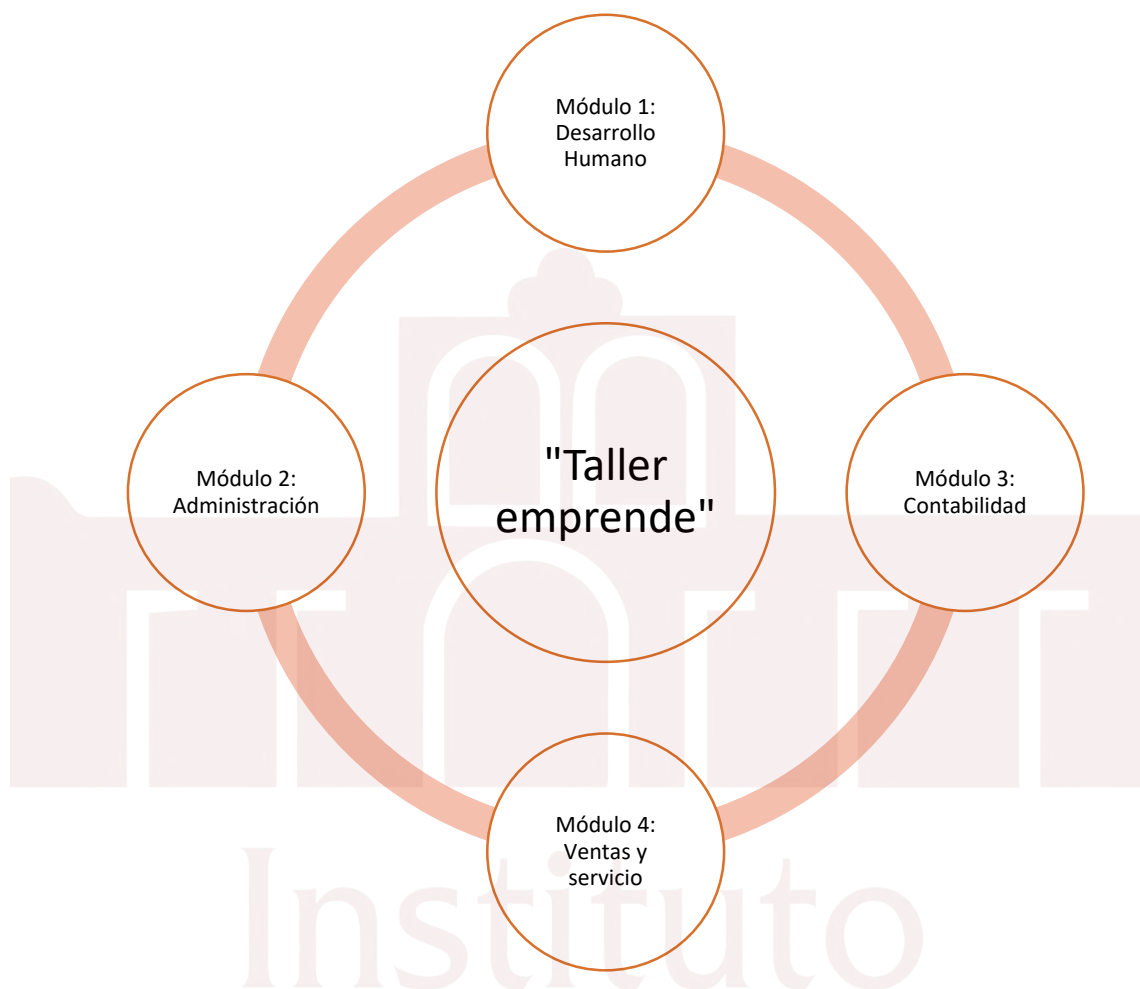 Módulo 1:
Desarrollo
Humano
"Taller
emprende"
Módulo 2:
Administración
Módulo 3:
Contabilidad
Módulo 4:
Ventas y
servicio
Instituto